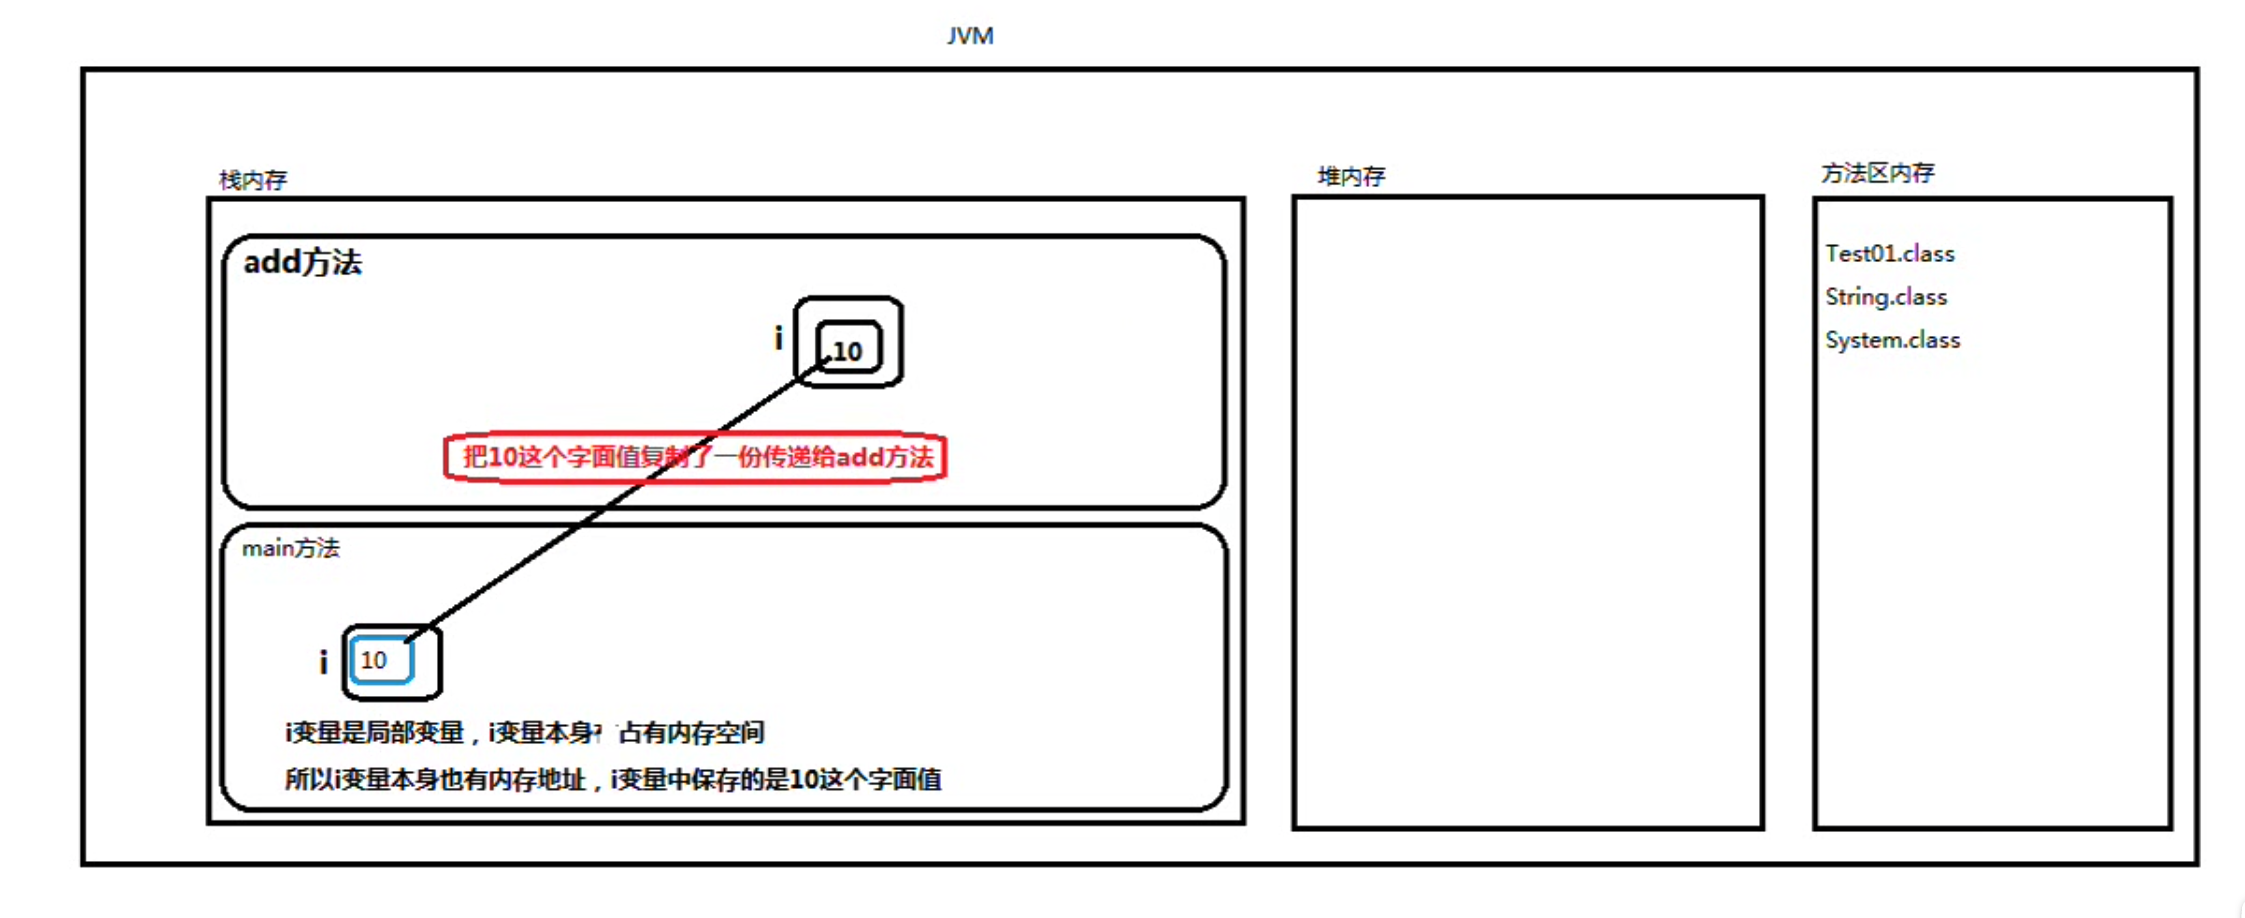 JVM
栈内存
堆内存
方法区内存
add方法
i
10
把10这个字面值复制了一份传递给add方法
main方法
i
10
i变量是局部变量，i变量本身 占有内存空间
所以i变量本身也有内存地址，i变量中保存的是10这个字面值
Test01.class
String.class
System.class